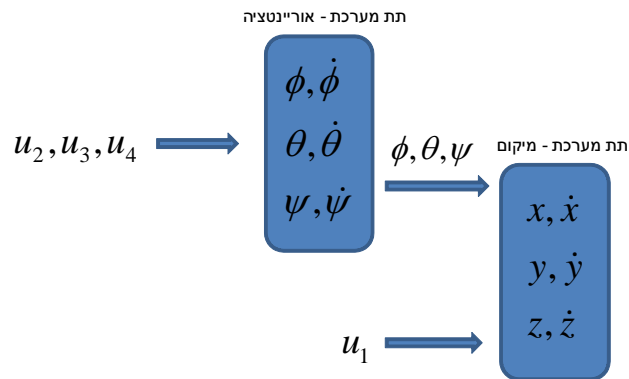 תת מערכת - אוריינטציה
ϕ, ϕ̇
u₂, u₃, u₄
θ, θ̇
ψ, ψ̇
ϕ, θ, ψ
תת מערכת - מיקום
x, ẋ
y, ẏ
z, ż
u₁